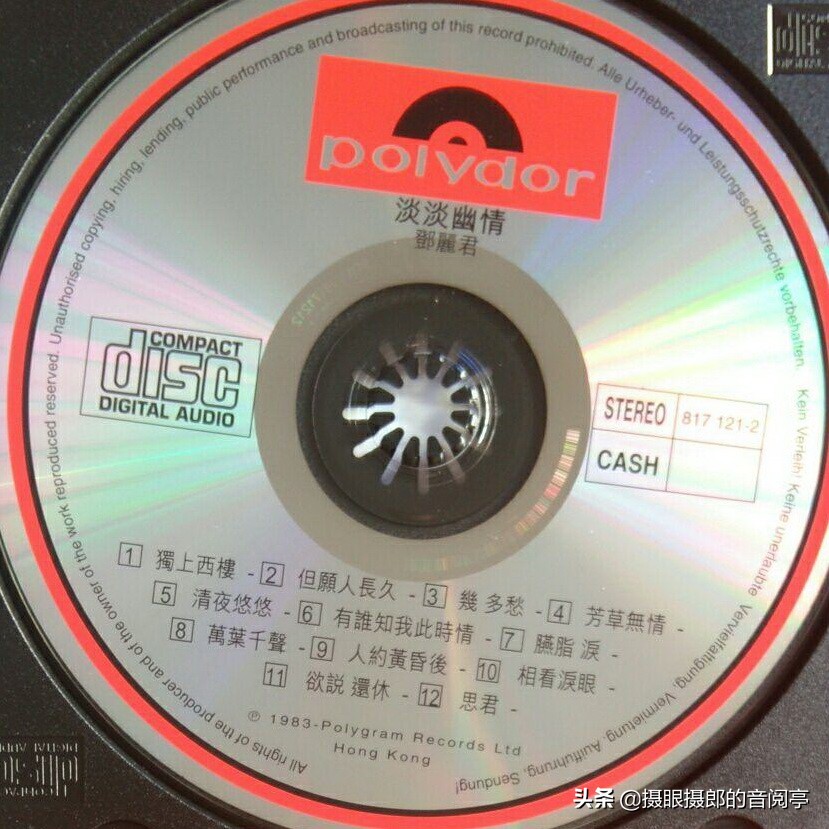 polydor
淡淡幽情
鄧麗君
COMPACT
disc
DIGITAL AUDIO
STEREO 817 121-2
CASH
1 獨上西樓 - 2 但願人長久 - 3 幾多愁 - 4 芳草無情 -
5 清夜悠悠 - 6 有誰知我此時情 - 7 臙脂淚 -
8 萬葉千聲 - 9 人約黃昏後 - 10 相看淚眼 -
11 欲説還休 - 12 思君 -
℗ 1983-Polygram Records Ltd
Hong Kong
All rights of the producer and of the owner of the work reproduced reserved. Unauthorised copying, hiring, lending, public performance and broadcasting of this record prohibited. Alle Urheber- und Leistungsschutzrechte vorbehalten. Kein Verleih! Keine unerlaubte Vervielfältigung, Vermietung, Aufführung, Sendung!
头条 @摄眼摄郎的音阅亭